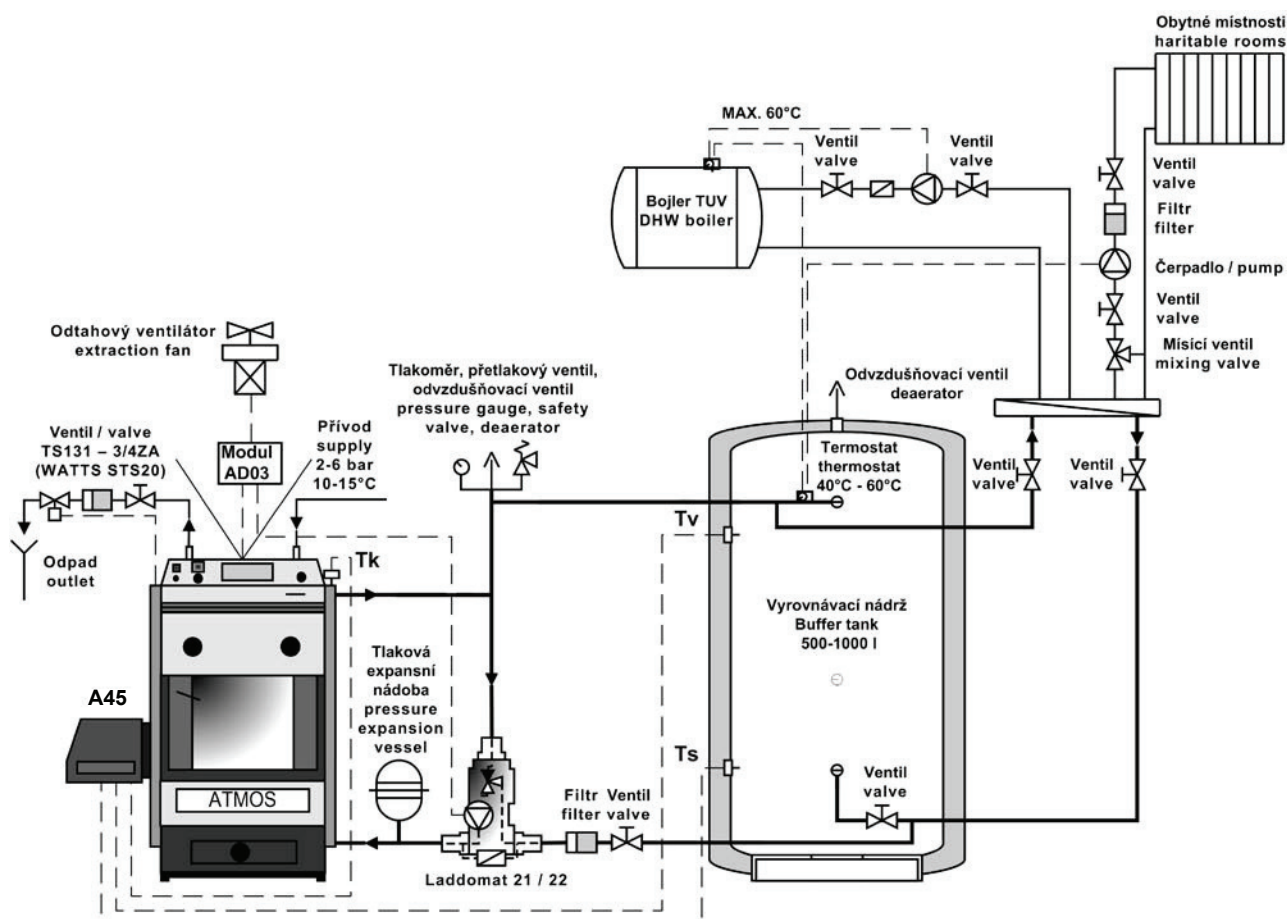 Obytné místnosti
haritable rooms
MAX. 60°C
Ventil
valve
Ventil
valve
Bojler TUV
DHW boiler
Ventil
valve
Filtr
filter
Čerpadlo / pump
Ventil
valve
Mísicí ventil
mixing valve
Odtahový ventilátor
extraction fan
Tlakoměr, přetlakový ventil,
odvzdušňovací ventil
pressure gauge, safety
valve, deaerator
Odvzdušňovací ventil
deaerator
Ventil / valve
TS131 – 3/4ZA
(WATTS STS20)
Modul
AD03
Přívod
supply
2-6 bar
10-15°C
Termostat
thermostat
40°C - 60°C
Ventil
valve
Ventil
valve
Odpad
outlet
Tk
Tv
Vyrovnávací nádrž
Buffer tank
500-1000 l
Tlaková
expansní
nádoba
pressure
expansion
vessel
A45
Ts
ATMOS
Filtr Ventil
filter valve
Ventil
valve
Laddomat 21 / 22